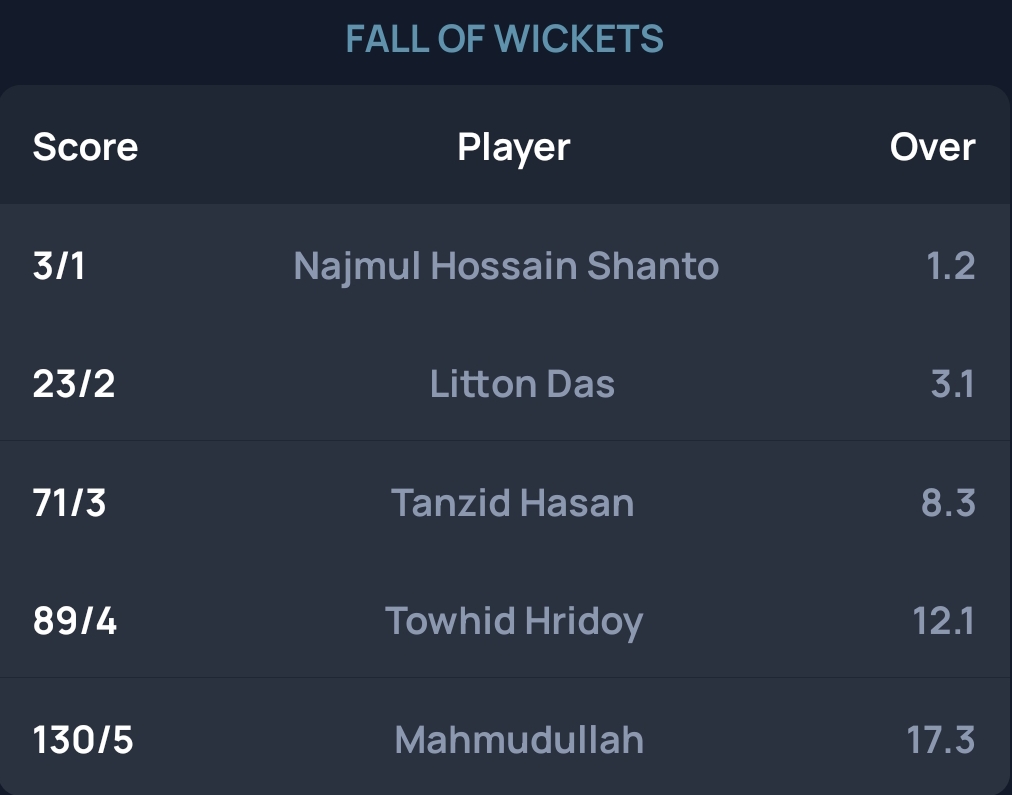 FALL OF WICKETS
Score Player Over
3/1 Najmul Hossain Shanto 1.2
23/2 Litton Das 3.1
71/3 Tanzid Hasan 8.3
89/4 Towhid Hridoy 12.1
130/5 Mahmudullah 17.3